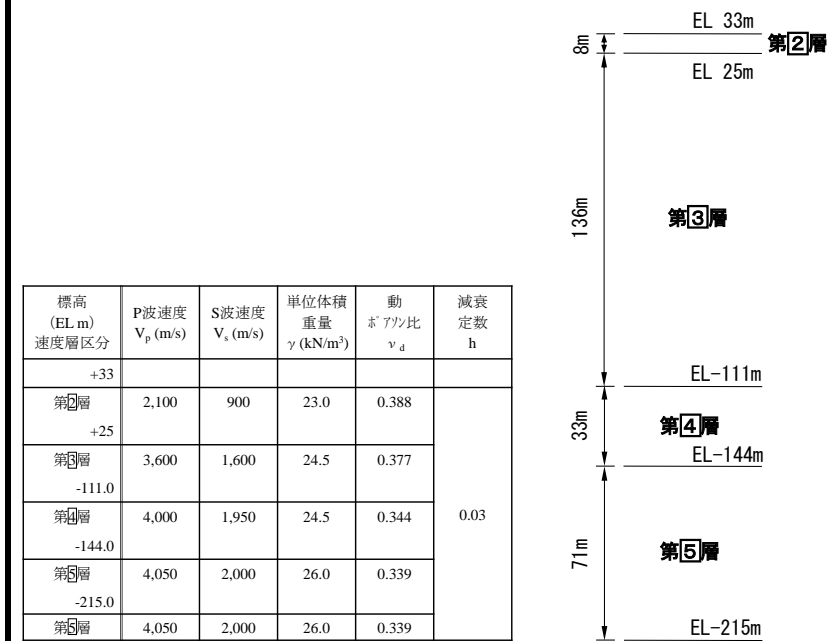 標高
（EL m）
速度層区分
P波速度
Vp (m/s)
S波速度
Vs (m/s)
単位体積
重量
γ (kN/m³)
動
ﾎﾟｱｿﾝ比
ν d
減衰
定数
h
+33
第2層 2,100 900 23.0 0.388
+25
第3層 3,600 1,600 24.5 0.377
-111.0
第4層 4,000 1,950 24.5 0.344 0.03
-144.0
第5層 4,050 2,000 26.0 0.339
-215.0
第5層 4,050 2,000 26.0 0.339
EL 33m
8m
第2層
EL 25m
136m
第3層
EL-111m
33m
第4層
EL-144m
71m
第5層
EL-215m